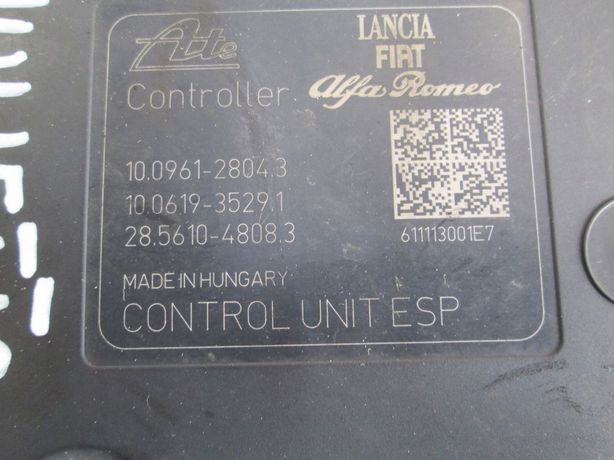 Ate
LANCIA
FIAT
Alfa Romeo
Controller
10.0961-2804.3
10.0619-3529.1
28.5610-4808.3
611113001E7
MADE IN HUNGARY
CONTROL UNIT ESP